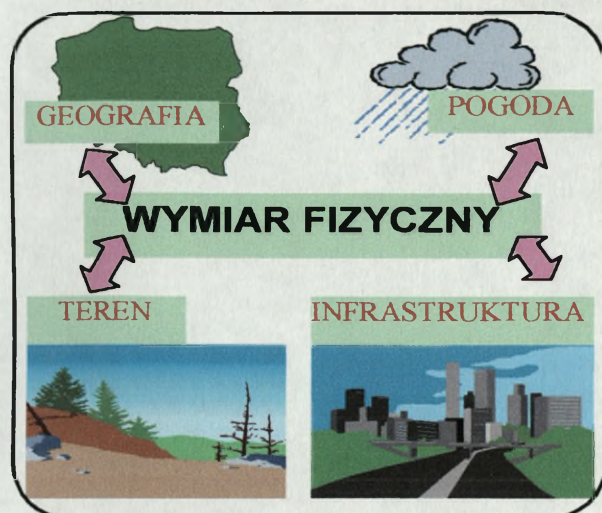 GEOGRAFIA
POGODA
WYMIAR FIZYCZNY
TEREN
INFRASTRUKTURA